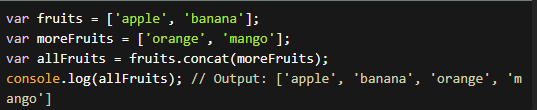 var fruits = ['apple', 'banana'];
var moreFruits = ['orange', 'mango'];
var allFruits = fruits.concat(moreFruits);
console.log(allFruits); // Output: ['apple', 'banana', 'orange', 'm
ango']